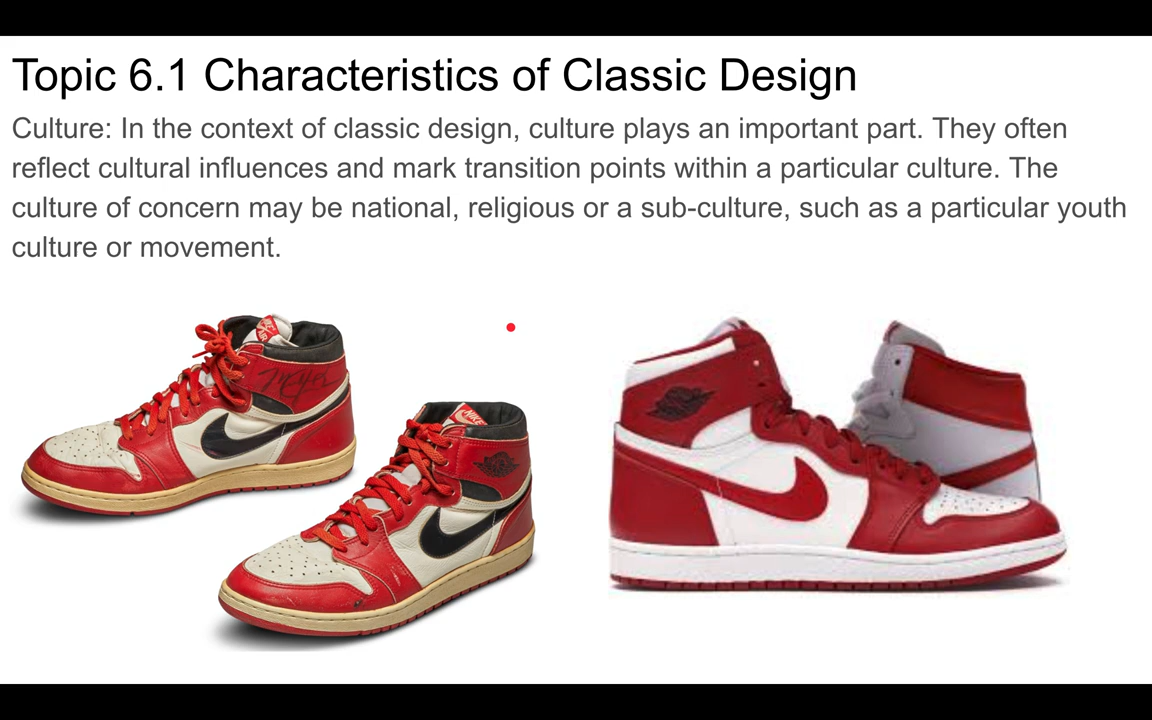 Topic 6.1 Characteristics of Classic Design
Culture: In the context of classic design, culture plays an important part. They often
reflect cultural influences and mark transition points within a particular culture. The
culture of concern may be national, religious or a sub-culture, such as a particular youth
culture or movement.
NIKE